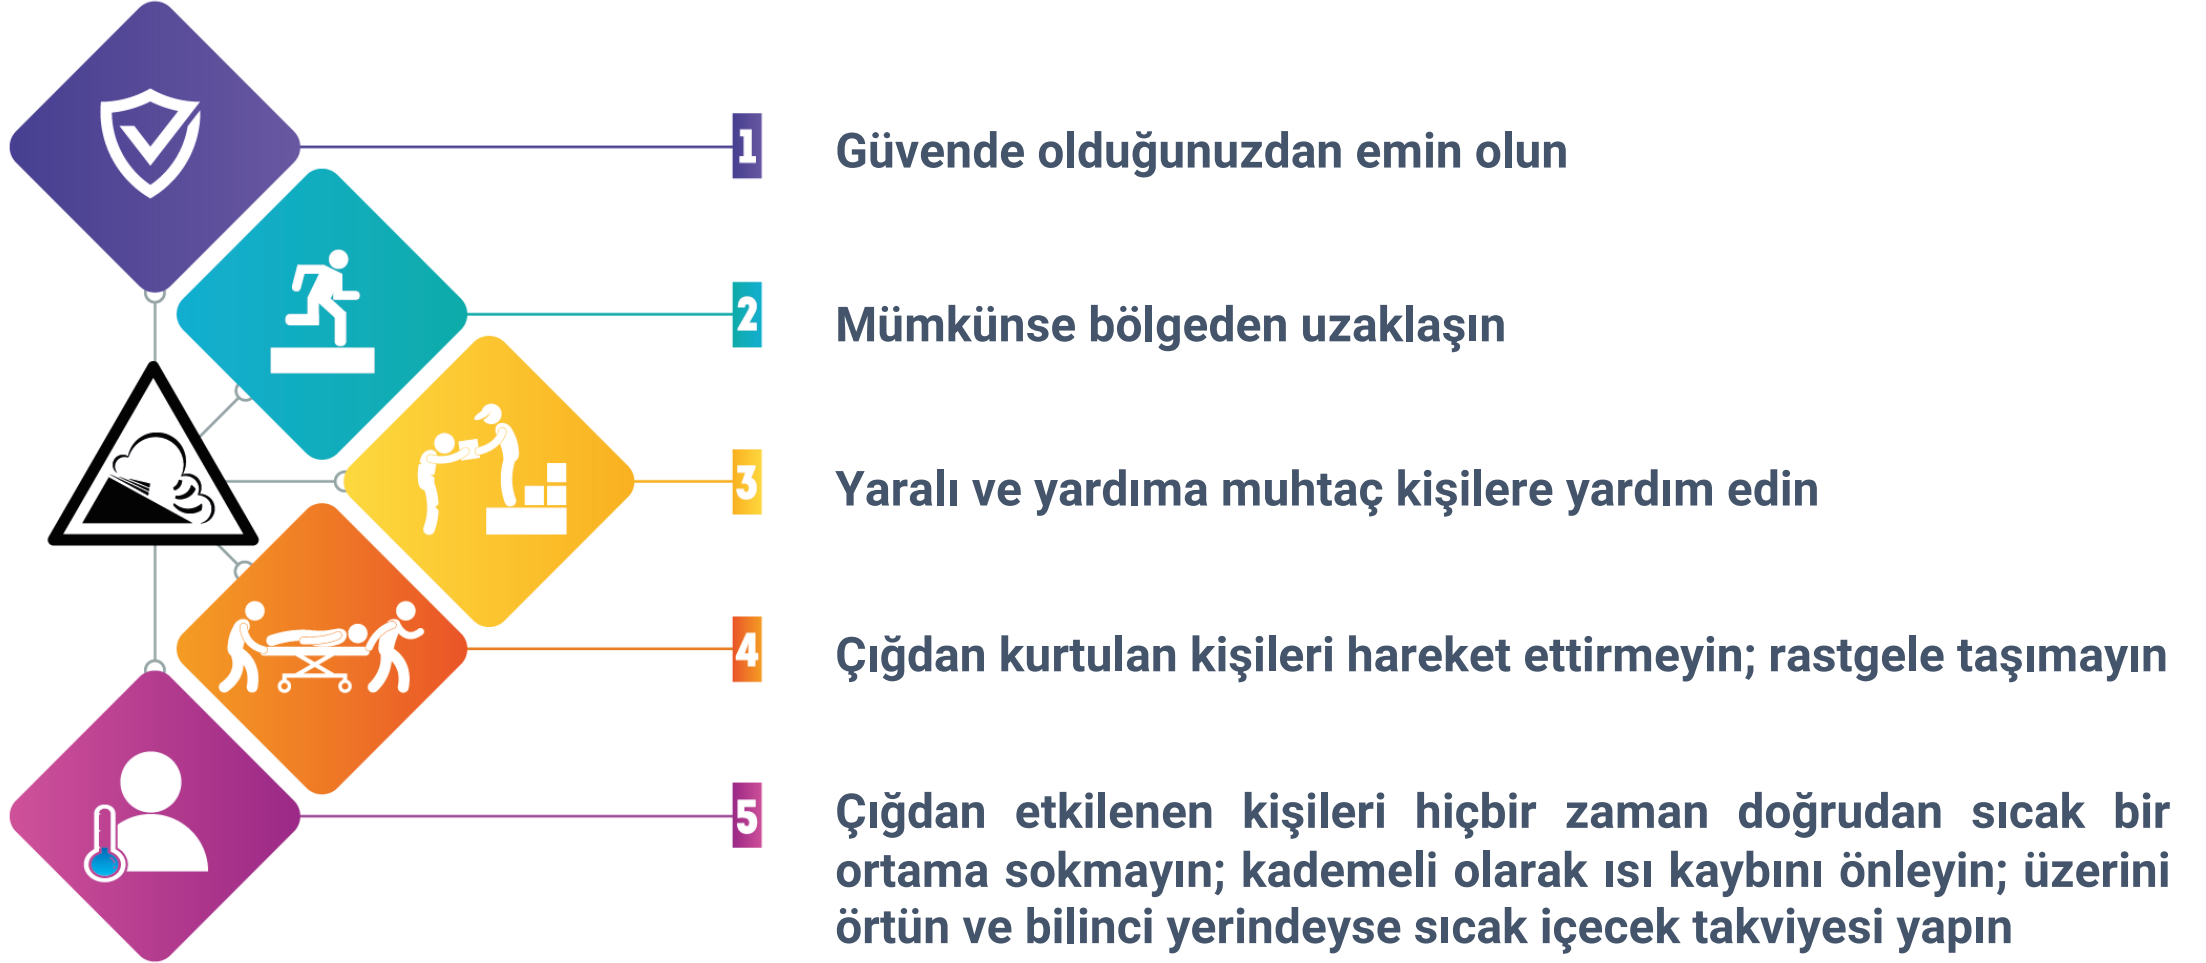 1
Güvende olduğunuzdan emin olun
2
Mümkünse bölgeden uzaklaşın
3
Yaralı ve yardıma muhtaç kişilere yardım edin
4
Çığdan kurtulan kişileri hareket ettirmeyin; rastgele taşımayın
5
Çığdan etkilenen kişileri hiçbir zaman doğrudan sıcak bir
ortama sokmayın; kademeli olarak ısı kaybını önleyin; üzerini
örtün ve bilinci yerindeyse sıcak içecek takviyesi yapın